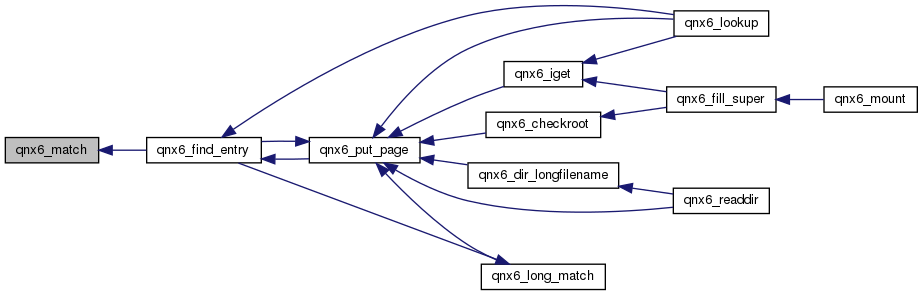 qnx6_lookup
qnx6_iget
qnx6_fill_super
qnx6_mount
qnx6_checkroot
qnx6_match
qnx6_find_entry
qnx6_put_page
qnx6_dir_longfilename
qnx6_readdir
qnx6_long_match